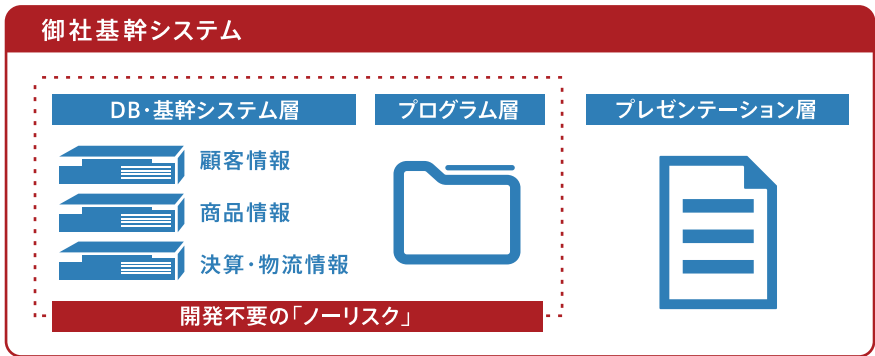 御社基幹システム
DB・基幹システム層
プログラム層
プレゼンテーション層
顧客情報
商品情報
決算・物流情報
開発不要の「ノーリスク」